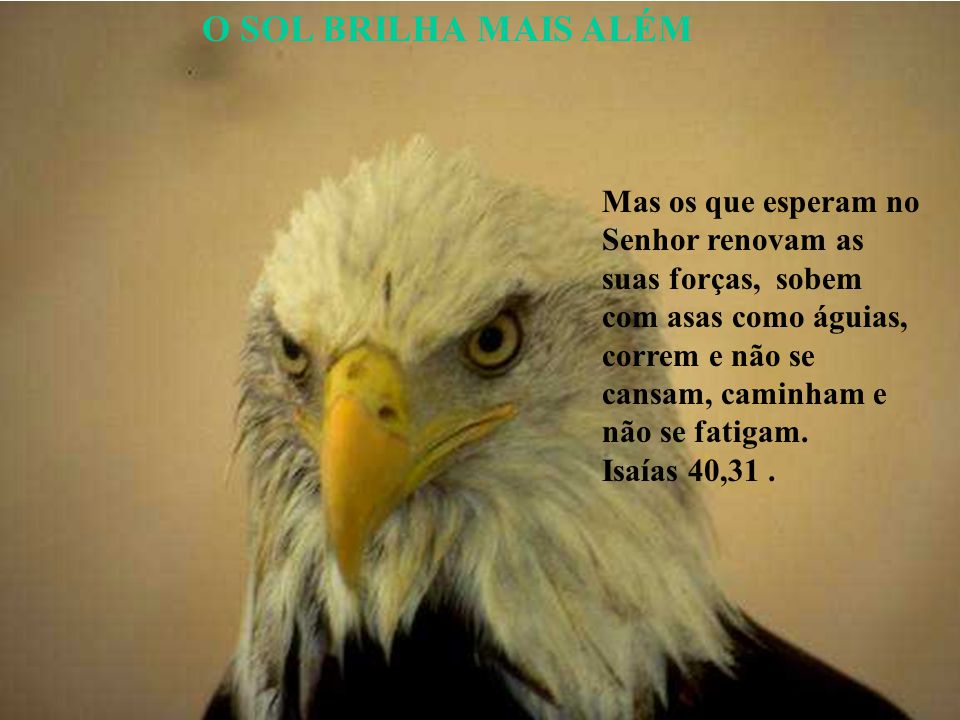 O SOL BRILHA MAIS ALÉM
Mas os que esperam no
Senhor renovam as
suas forças,  sobem
com asas como águias,
correm e não se
cansam, caminham e
não se fatigam.
Isaías 40,31 .